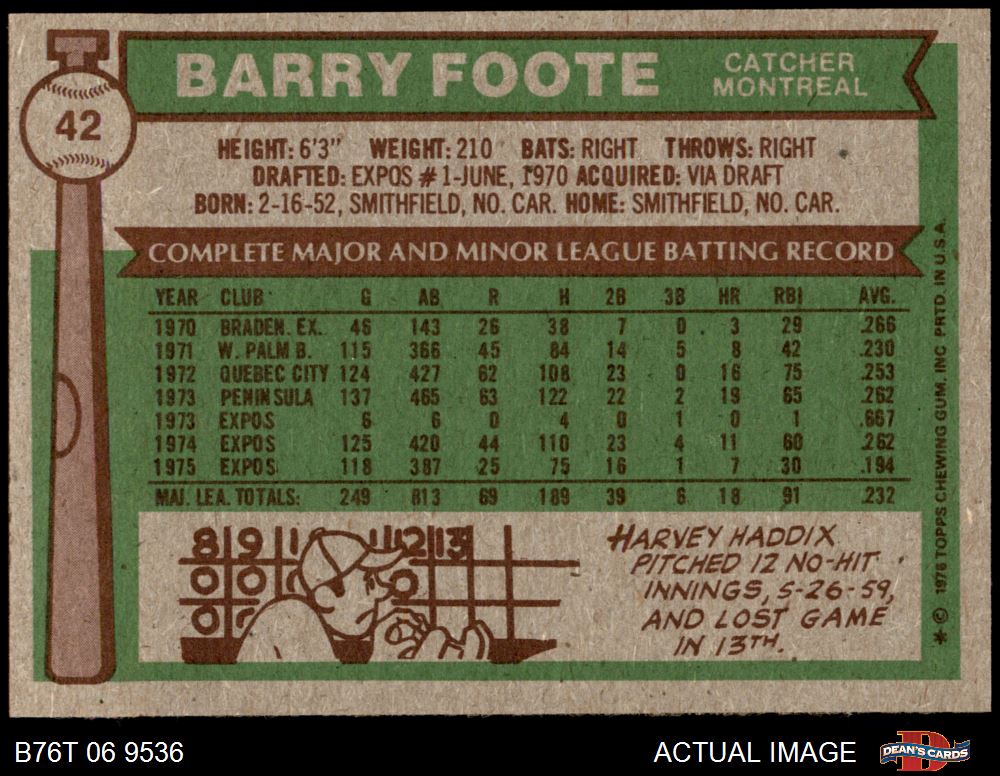 42
BARRY FOOTE
CATCHER
MONTREAL
HEIGHT: 6'3" WEIGHT: 210 BATS: RIGHT THROWS: RIGHT
DRAFTED: EXPOS #1-JUNE, 1970 ACQUIRED: VIA DRAFT
BORN: 2-16-52, SMITHFIELD, NO. CAR. HOME: SMITHFIELD, NO. CAR.
COMPLETE MAJOR AND MINOR LEAGUE BATTING RECORD
YEAR CLUB G AB R H 2B 3B HR RBI AVG.
1970 BRADEN. EX. 46 143 26 38 7 0 3 29 .266
1971 W. PALM B. 115 366 45 84 14 5 8 42 .230
1972 QUEBEC CITY 124 427 62 108 23 0 16 75 .253
1973 PENINSULA 137 465 63 122 22 2 19 65 .262
1973 EXPOS 6 6 0 4 0 1 0 1 .667
1974 EXPOS 125 420 44 110 23 4 11 60 .262
1975 EXPOS 118 387 25 75 16 1 7 30 .194
MAJ. LEA. TOTALS: 249 813 69 189 39 6 18 91 .232
8 9 1 12 13
0 0 0
0 0
HARVEY HADDIX
PITCHED 12 NO-HIT
INNINGS, 5-26-59,
AND LOST GAME
IN 13TH.
* © 1976 TOPPS CHEWING GUM, INC. PRTD. IN U.S.A.
B76T 06 9536
ACTUAL IMAGE
D
DEAN'S CARDS